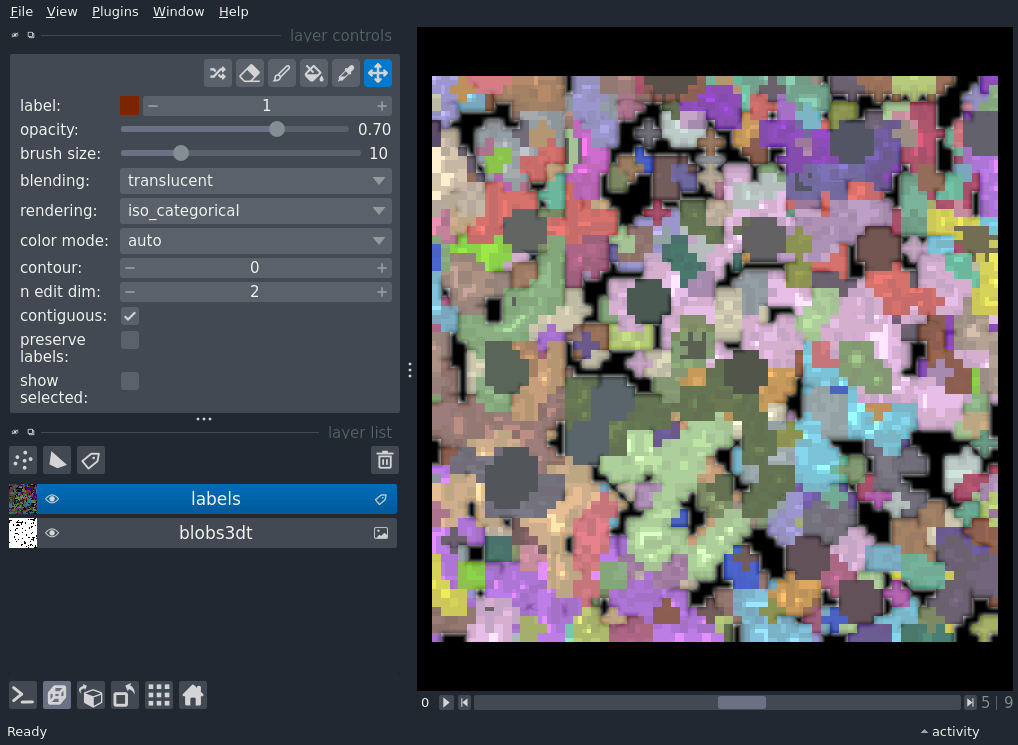 File View Plugins Window Help
layer controls
label: 1
opacity: 0.70
brush size: 10
blending: translucent
rendering: iso_categorical
color mode: auto
contour: 0
n edit dim: 2
contiguous:
preserve
labels:
show
selected:
layer list
labels
blobs3dt
0 5 | 9
Ready activity